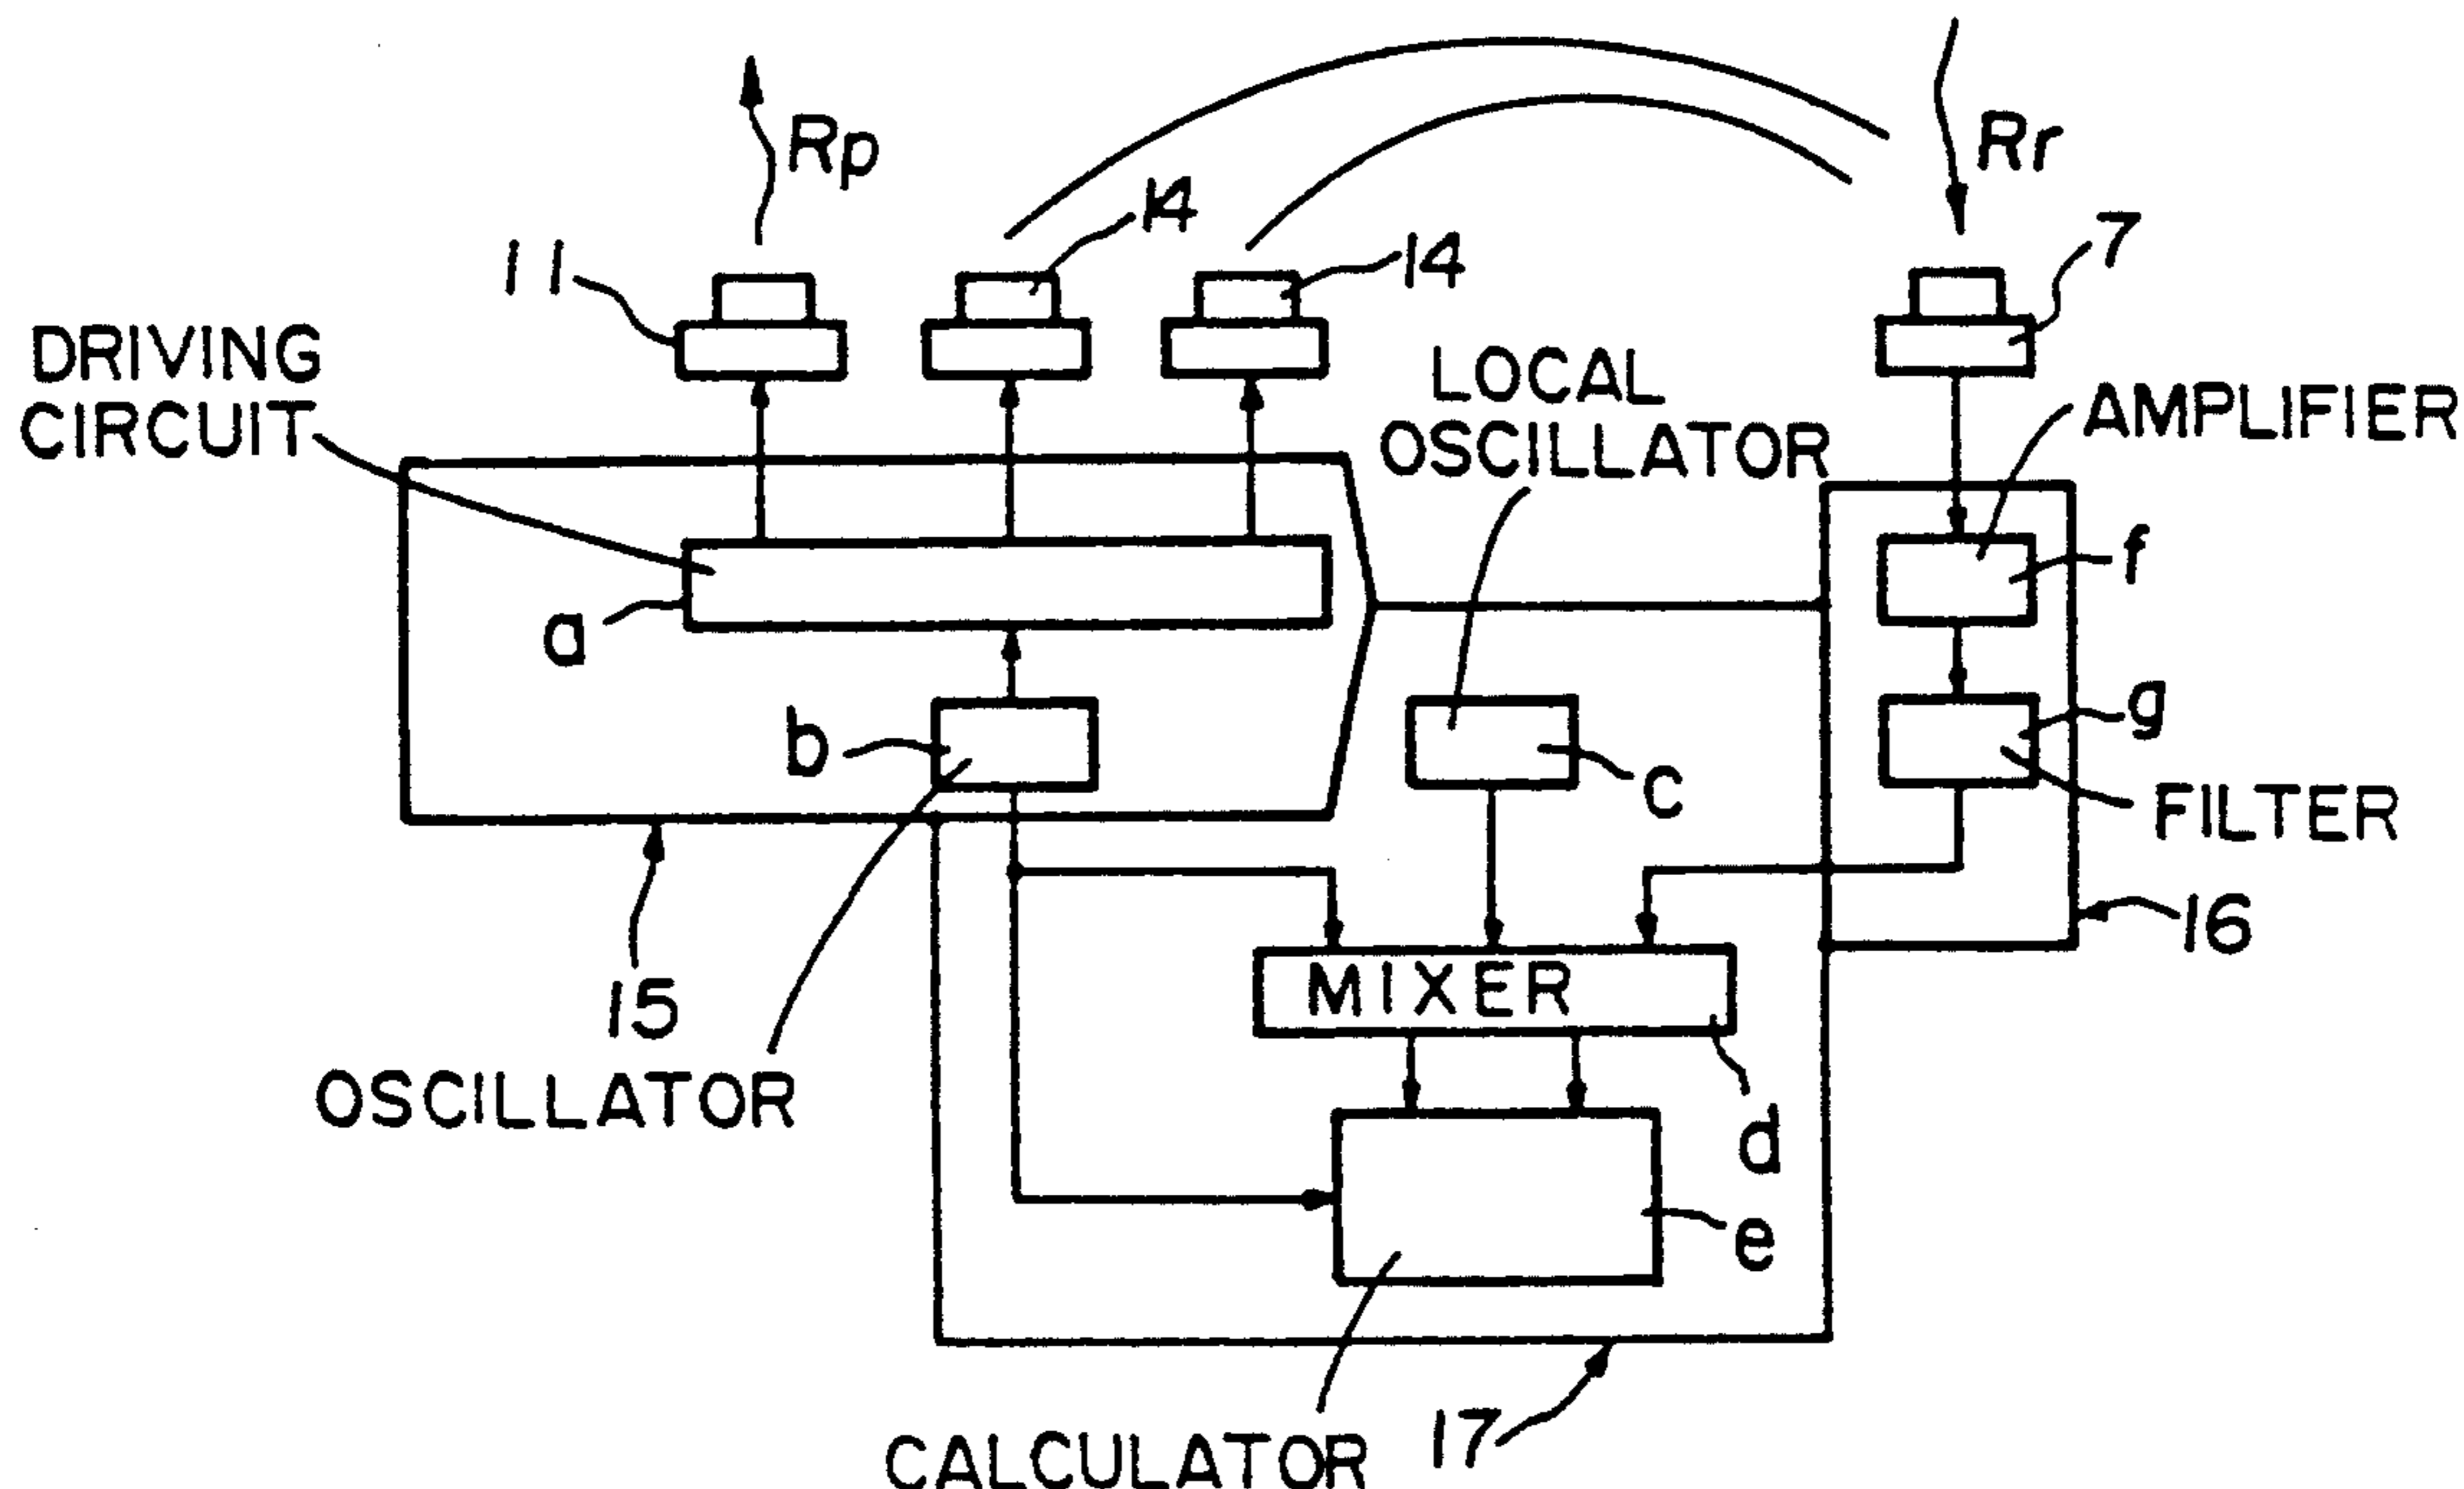 Rp
Rr
14
7
11
14
DRIVING
CIRCUIT
LOCAL
OSCILLATOR
AMPLIFIER
f
a
g
b
c
FILTER
16
MIXER
15
OSCILLATOR
d
e
CALCULATOR
17